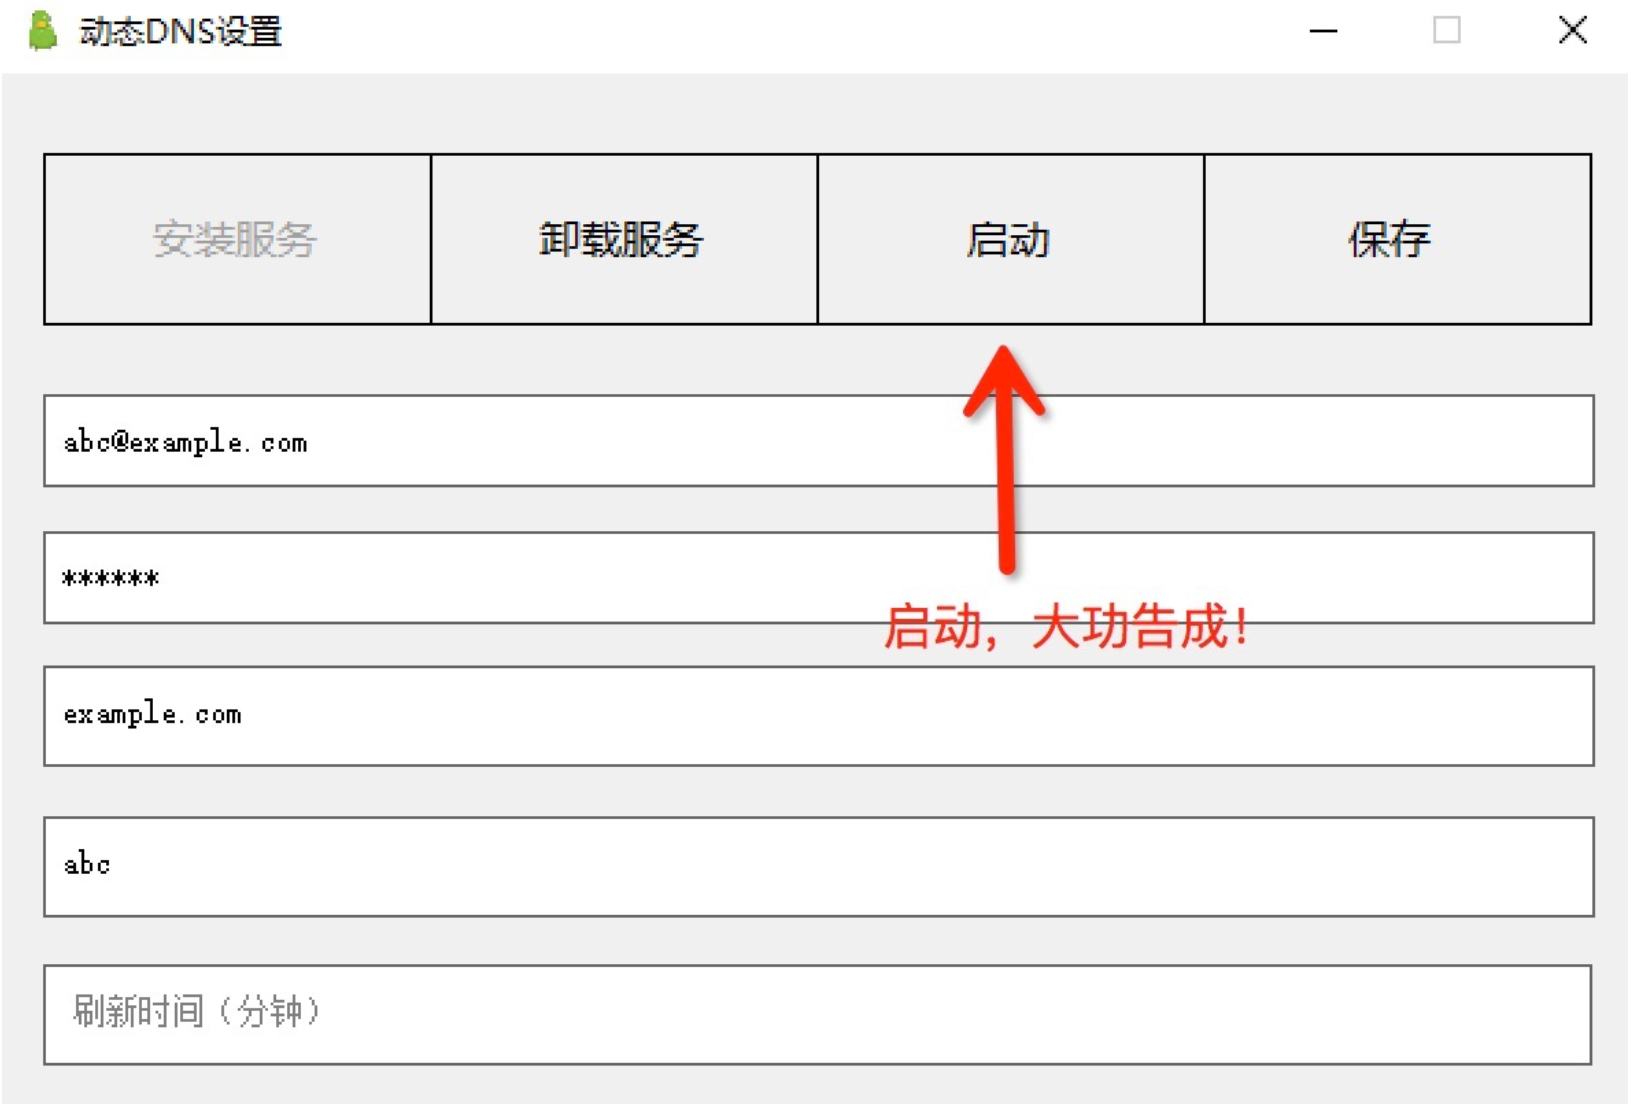 动态DNS设置
安装服务
卸载服务
启动
保存
abc@example.com
******
启动，大功告成！
example.com
abc
刷新时间（分钟）